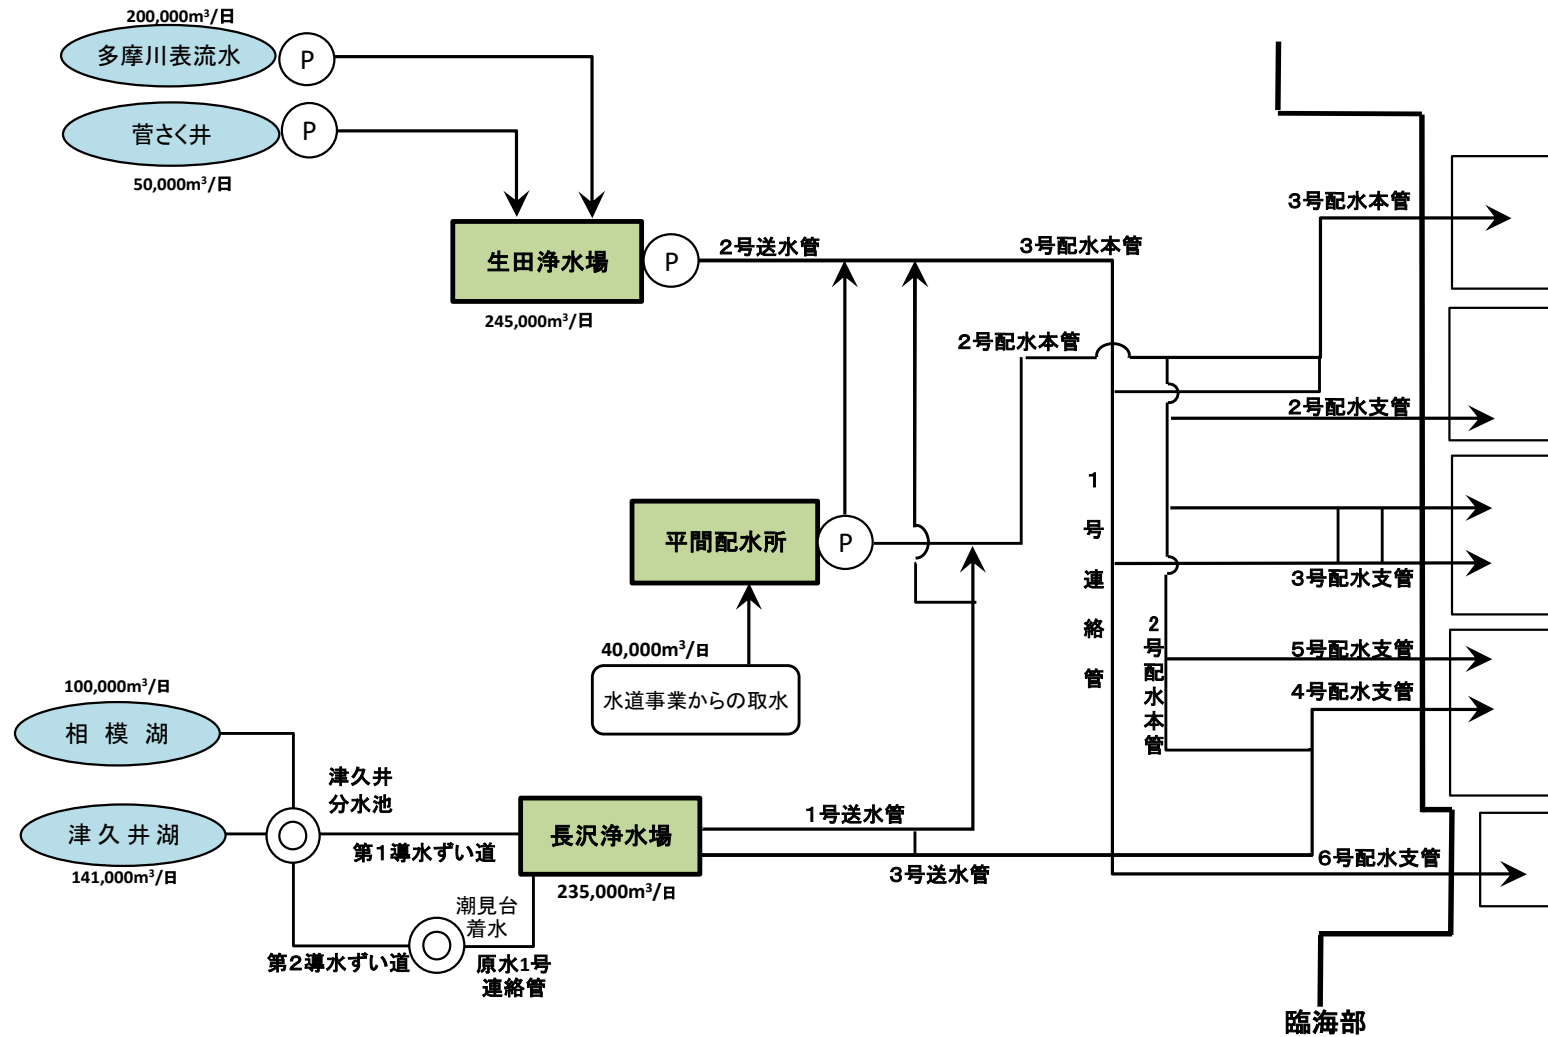 200,000m³/日
多摩川表流水
P
菅さく井
P
50,000m³/日
3号配水本管
生田浄水場
P
2号送水管
3号配水本管
245,000m³/日
2号配水本管
2号配水支管
1号連絡管
平間配水所
P
3号配水支管
2号配水本管
40,000m³/日
水道事業からの取水
5号配水支管
4号配水支管
100,000m³/日
相模湖
津久井
分水池
津久井湖
141,000m³/日
第1導水ずい道
長沢浄水場
235,000m³/日
1号送水管
3号送水管
6号配水支管
潮見台
着水
第2導水ずい道
原水1号
連絡管
臨海部